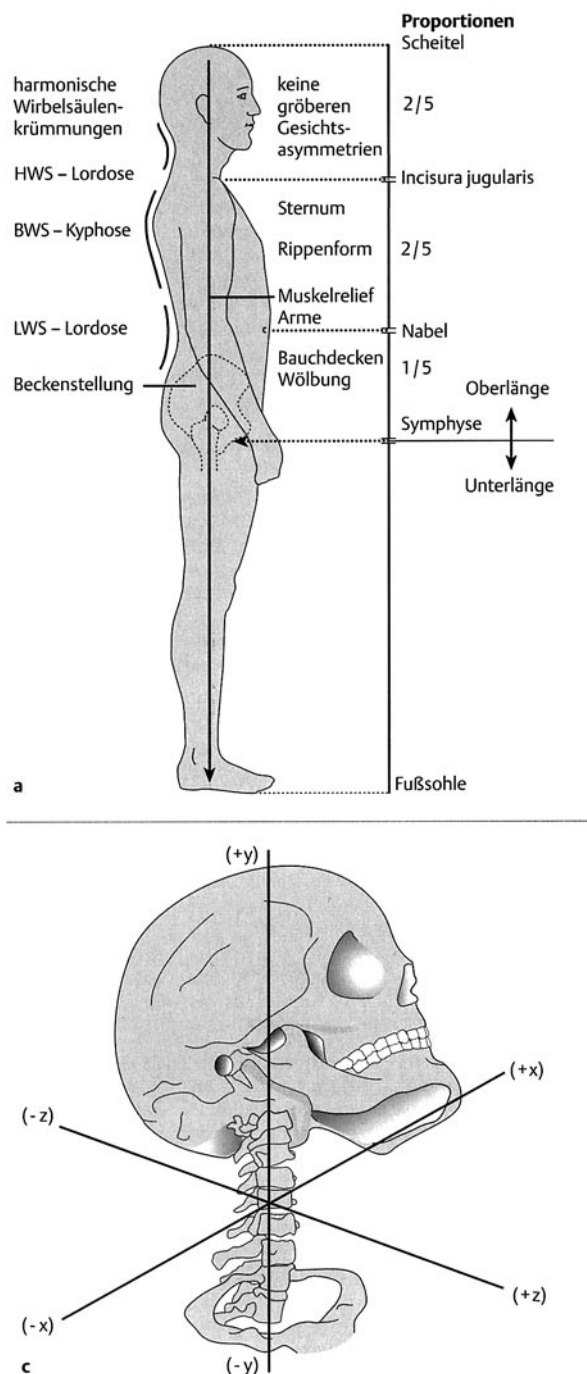 Proportionen
Scheitel
harmonische
Wirbelsäulen-
krümmungen
keine
gröberen
Gesichts-
asymmetrien
2/5
HWS – Lordose
Incisura jugularis
Sternum
BWS – Kyphose
Rippenform
2/5
Muskelrelief
Arme
LWS – Lordose
Nabel
Bauchdecken
Wölbung
1/5
Beckenstellung
Oberlänge
Symphyse
Unterlänge
a
Fußsohle
(+y)
(+x)
(- z)
(+z)
(- x)
(- y)
c